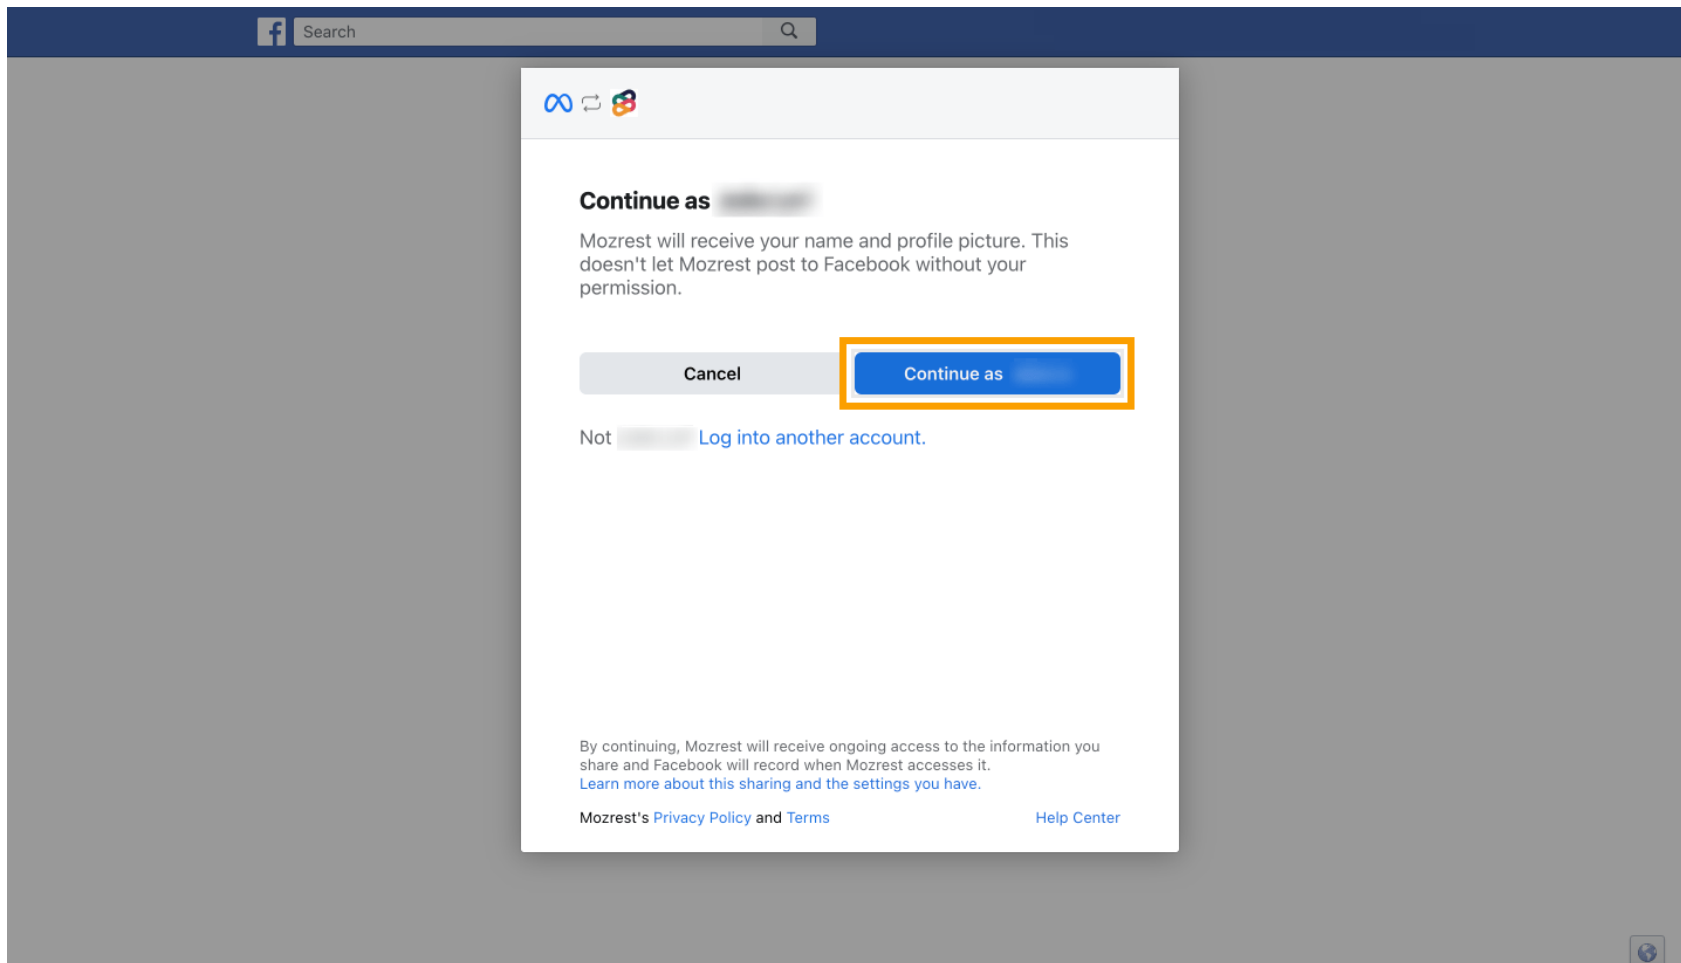 Search
Continue as
Mozrest will receive your name and profile picture. This
doesn't let Mozrest post to Facebook without your
permission.
Cancel
Continue as
Not Log into another account.
By continuing, Mozrest will receive ongoing access to the information you
share and Facebook will record when Mozrest accesses it.
Learn more about this sharing and the settings you have.
Mozrest's Privacy Policy and Terms
Help Center